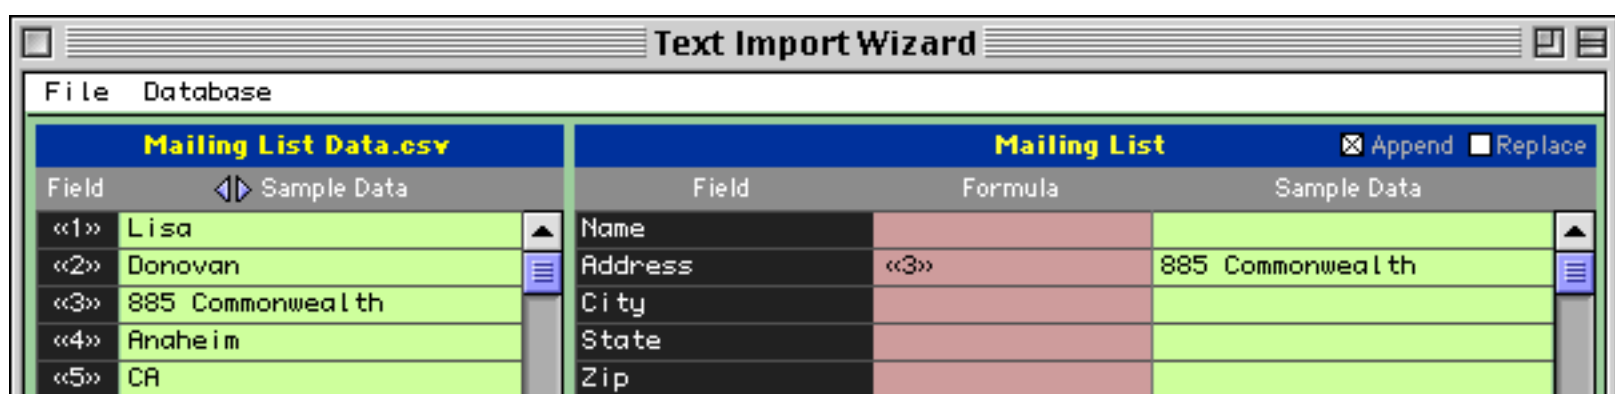 Text Import Wizard
File Database
Mailing List Data.csv Mailing List Append Replace
Field Sample Data Field Formula Sample Data
«1» Lisa Name
«2» Donovan Address «3» 885 Commonwealth
«3» 885 Commonwealth City
«4» Anaheim State
«5» CA Zip